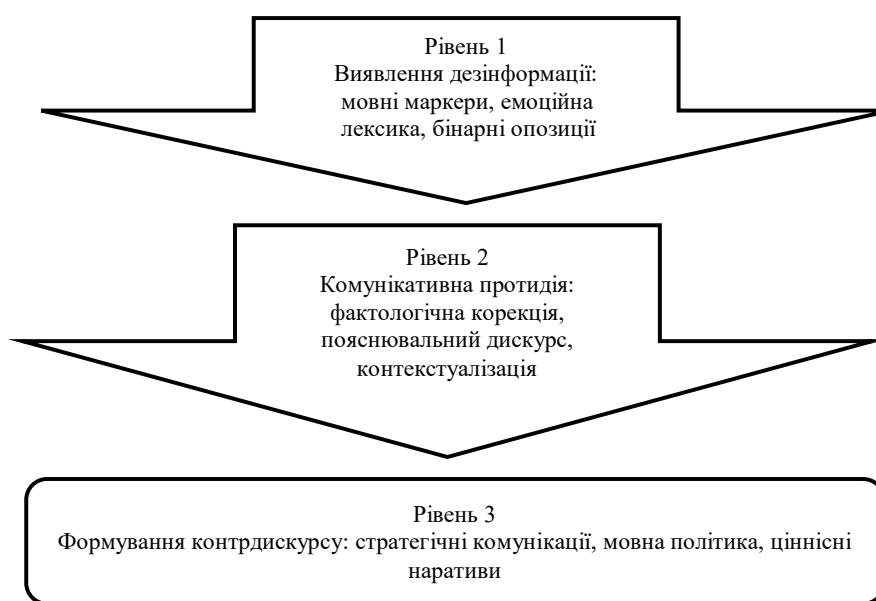 Рівень 1
Виявлення дезінформації:
мовні маркери, емоційна
лексика, бінарні опозиції
Рівень 2
Комунікативна протидія:
фактологічна корекція,
пояснювальний дискурс,
контекстуалізація
Рівень 3
Формування контрдискурсу: стратегічні комунікації, мовна політика, ціннісні
наративи